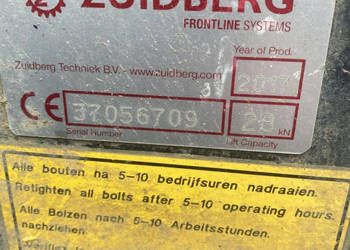 ZUIDBERG
FRONTLINE SYSTEMS
Year of Prod.
Zuidberg Techniek B.V. - www.zuidberg.com
CE 37056709 28 kN
Serial Number Lift Capacity
Alle bouten na 5-10 bedrijfsuren nadraaien.
Retighten all bolts after 5-10 operating hours.
Alle Bolzen nach 5-10 Arbeitsstunden
nachziehen.